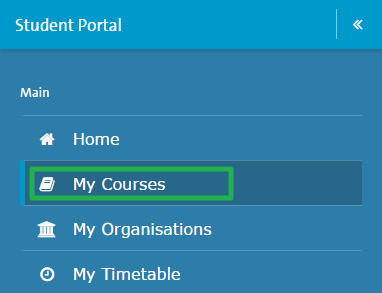 Student Portal
Main
Home
My Courses
My Organisations
My Timetable